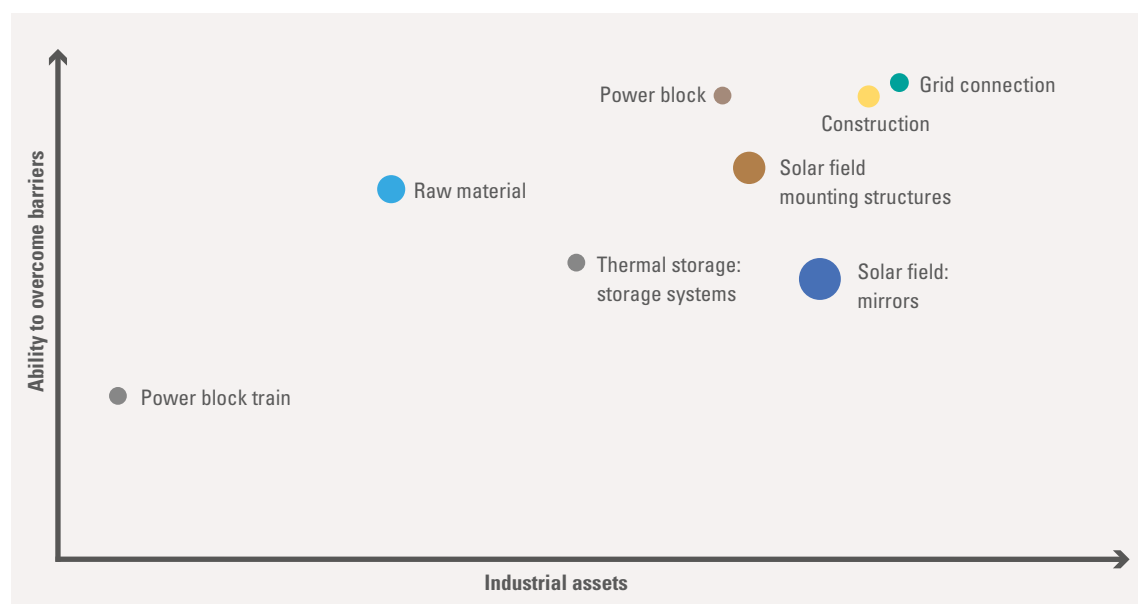 Grid connection
Power block
Construction
Solar field
mounting structures
Raw material
Thermal storage:
storage systems
Solar field:
mirrors
Power block train
Ability to overcome barriers
Industrial assets